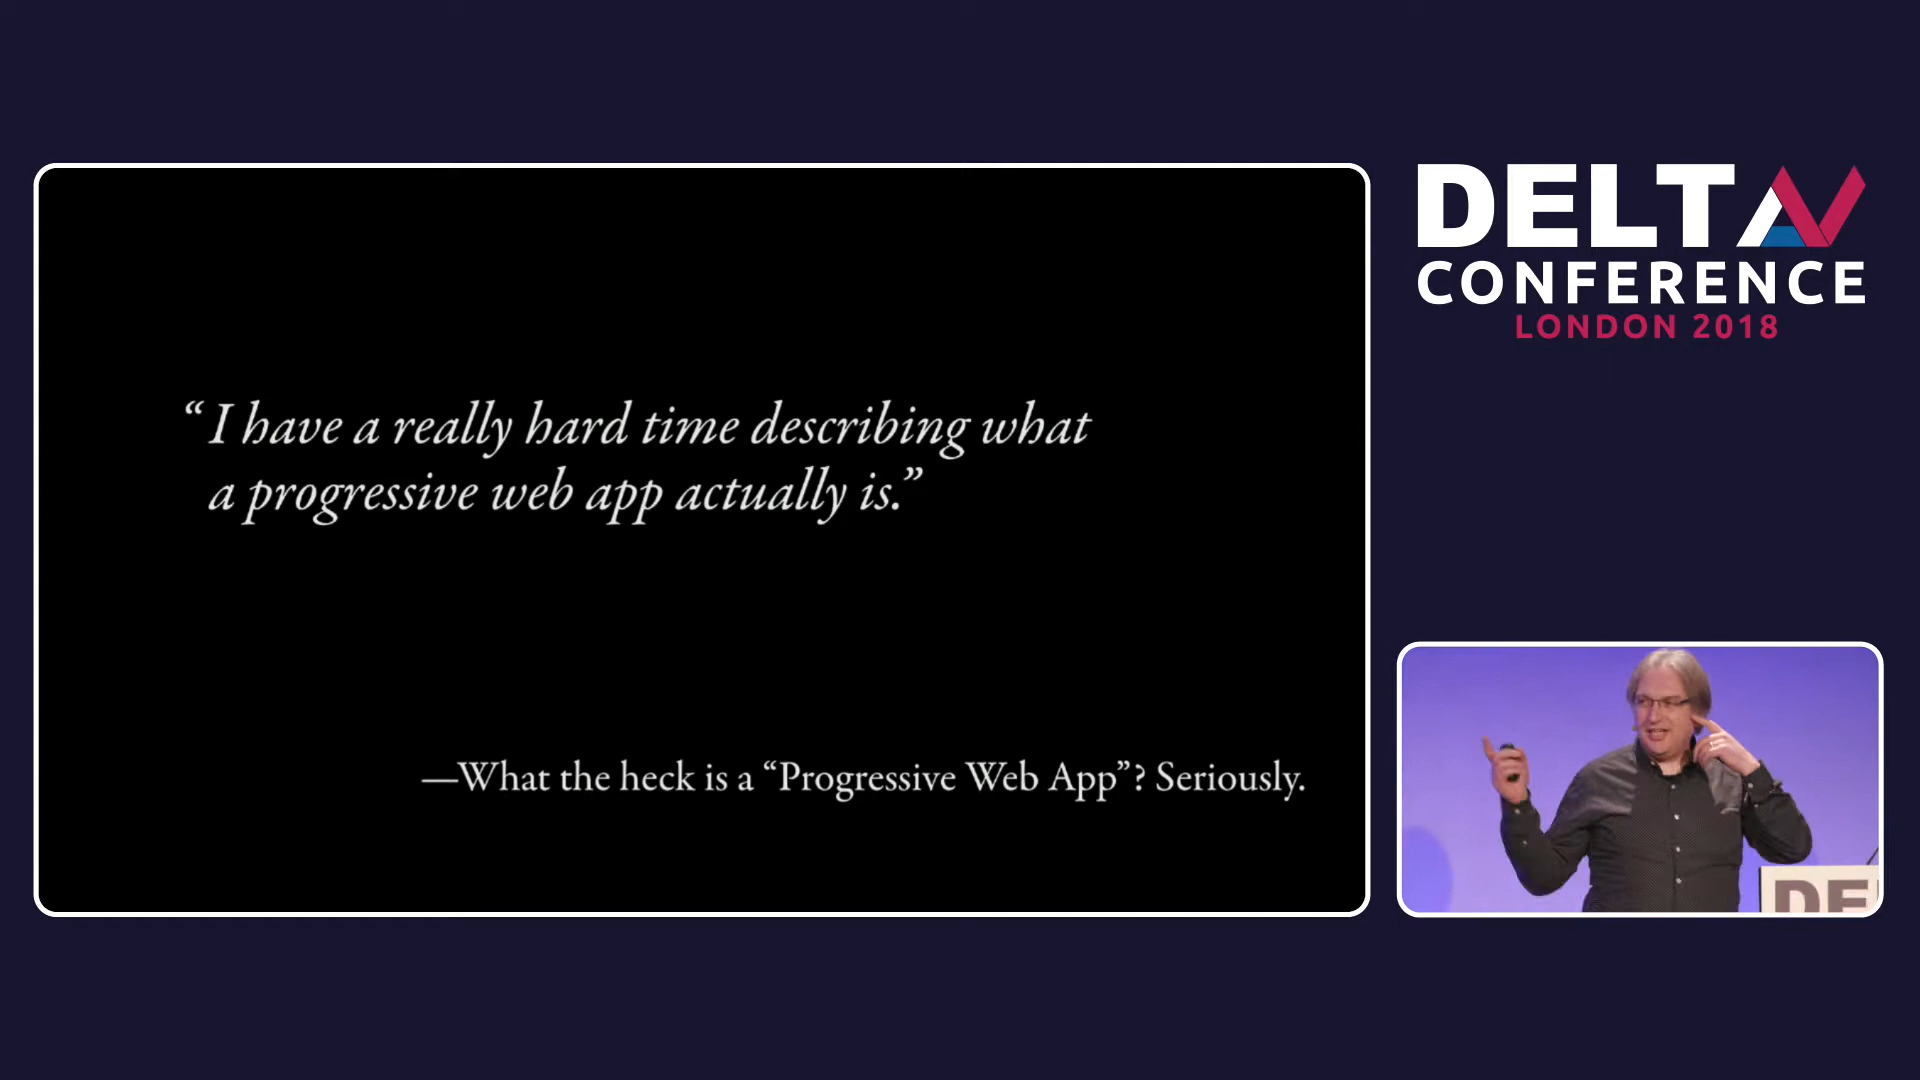 “ I have a really hard time describing what
a progressive web app actually is.”
—What the heck is a “Progressive Web App”? Seriously.
DELTA V
CONFERENCE
LONDON 2018
DE